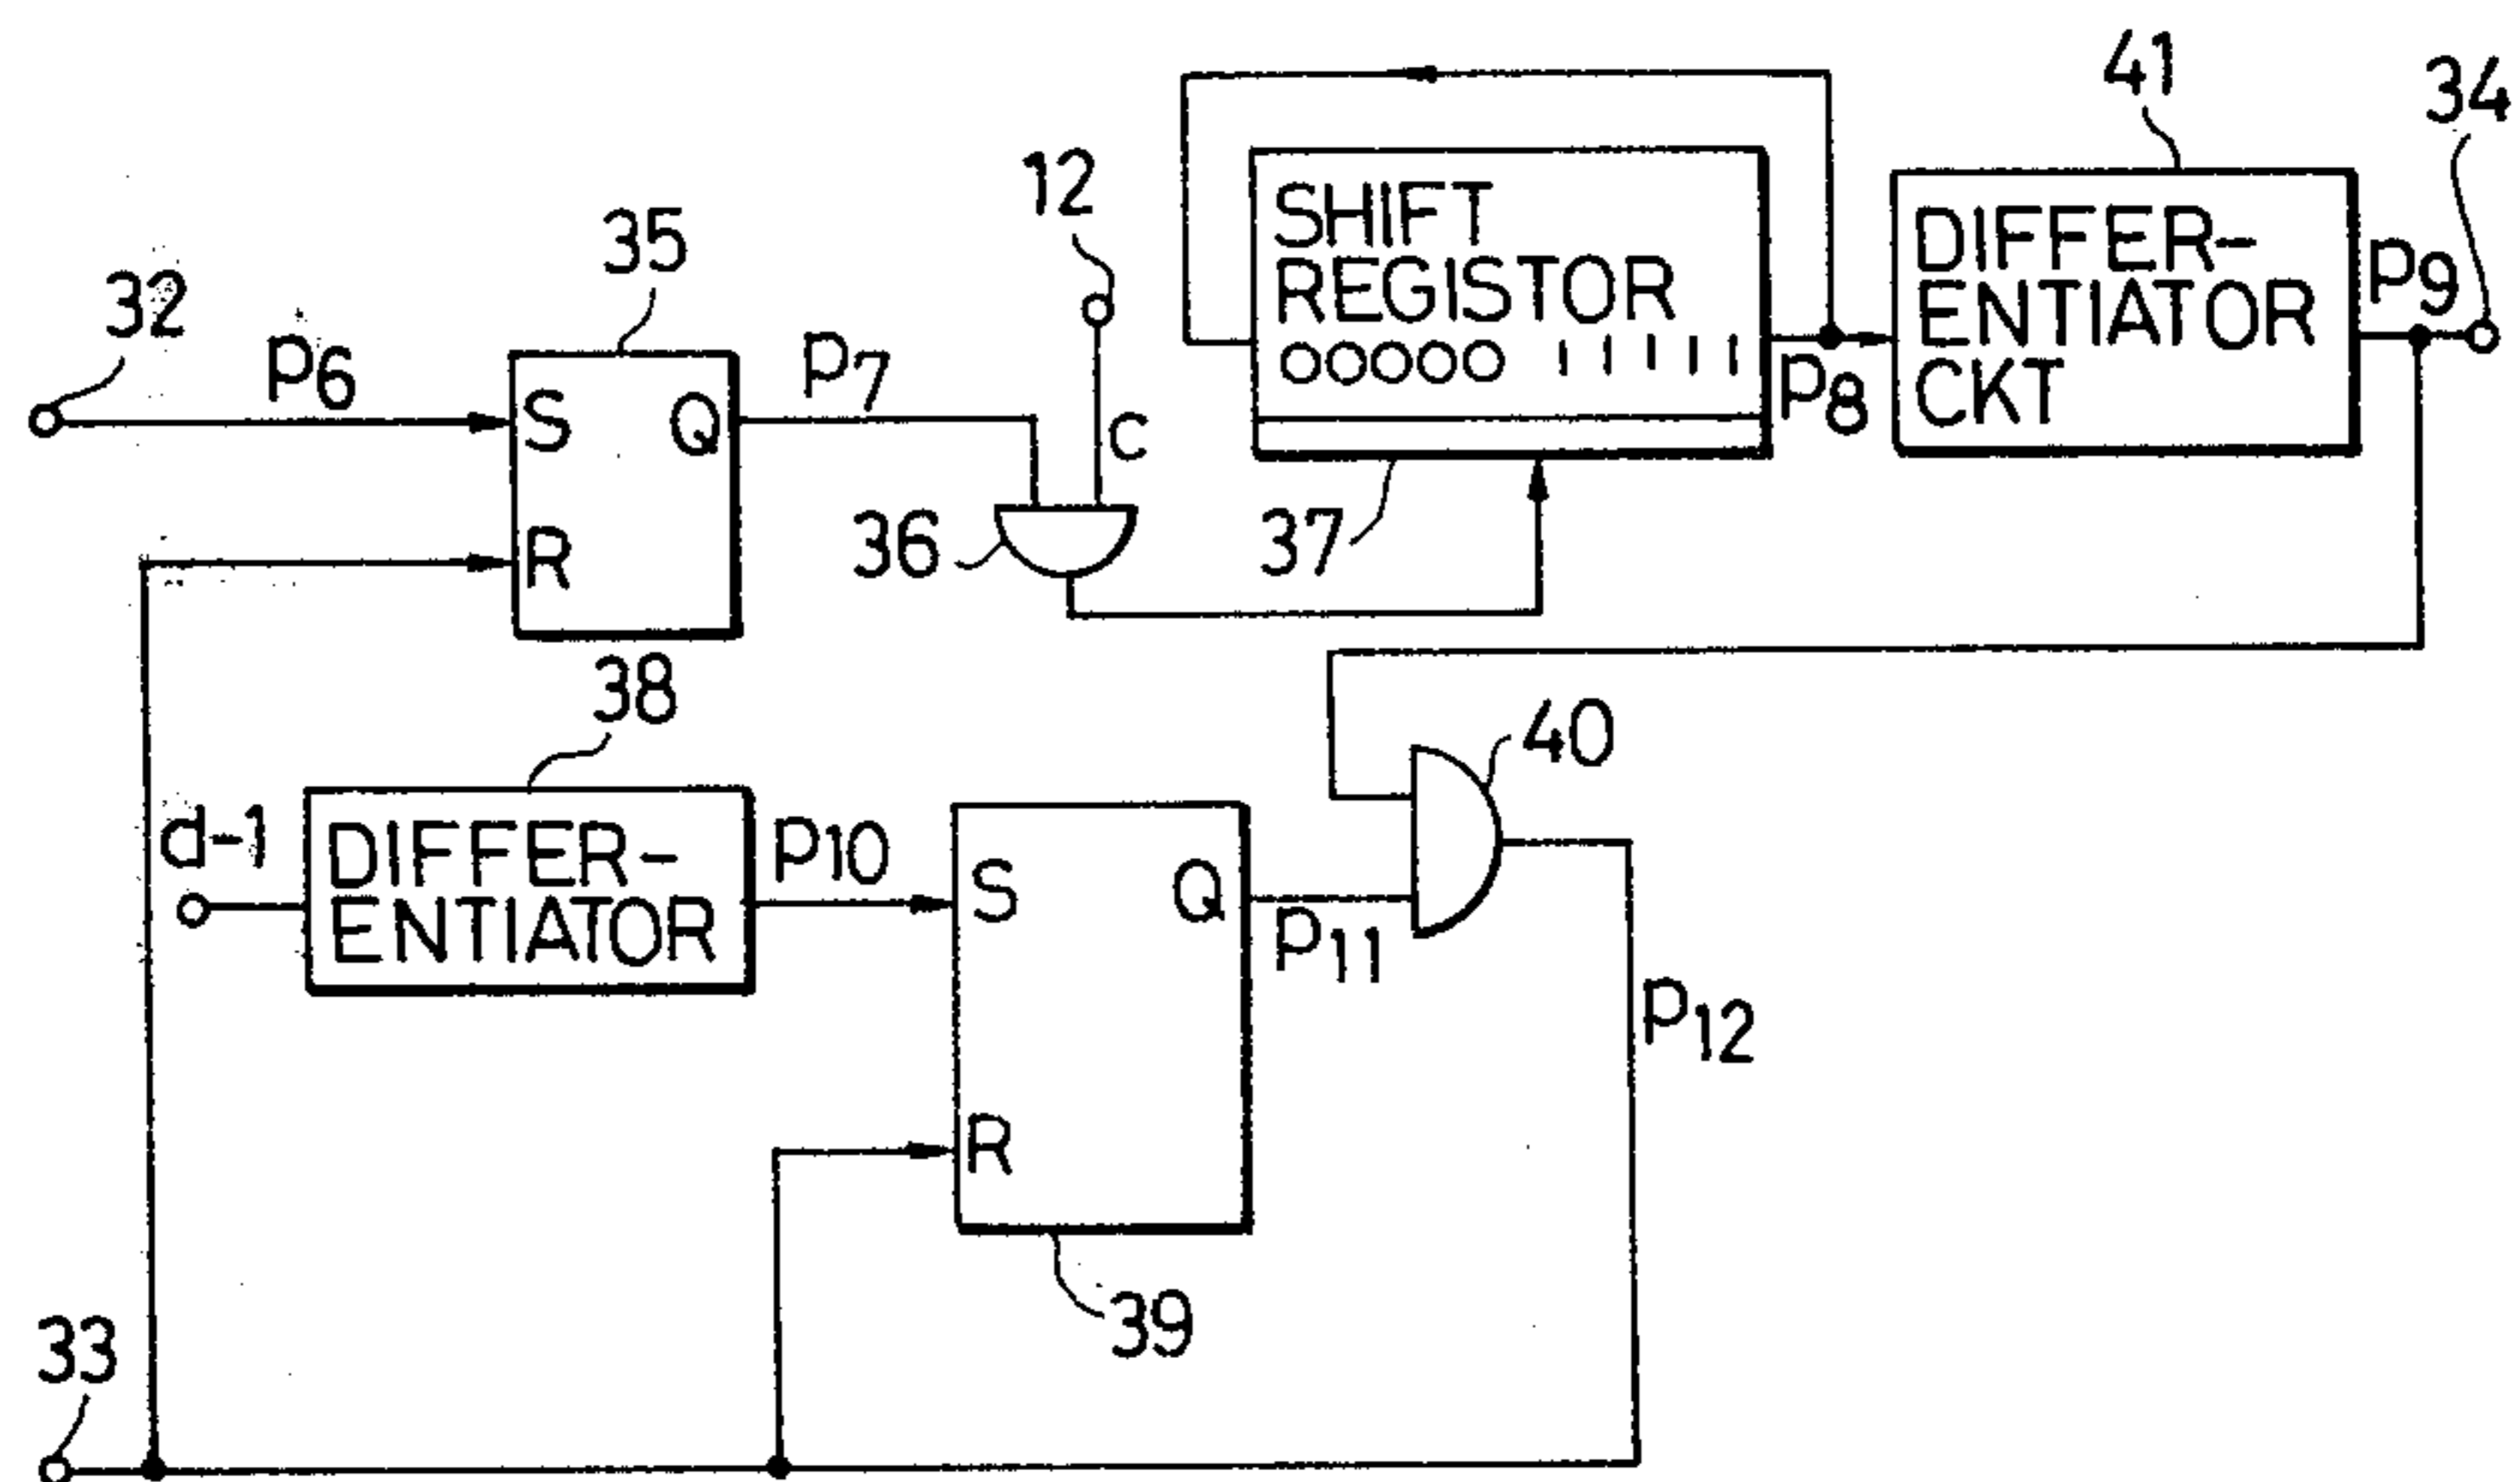 41
34
12
SHIFT
REGISTOR
OOOOO IIIII
DIFFER-
ENTIATOR
CKT
p9
35
32
p6
p7
S
Q
C
p8
R
36
37
38
40
d-1
DIFFER-
ENTIATOR
p10
S
Q
p11
p12
R
39
33